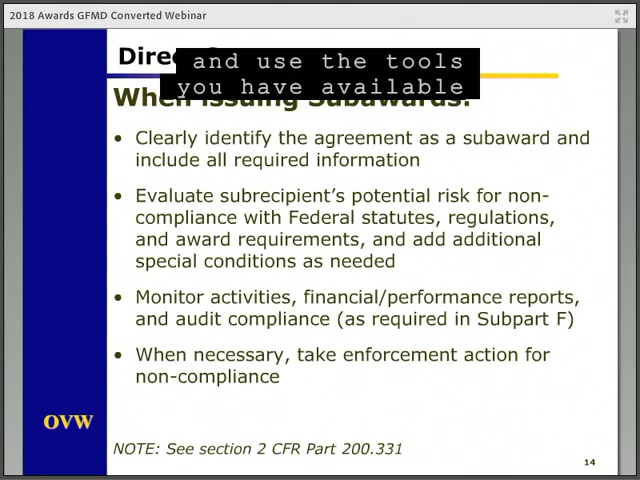 2018 Awards GFMD Converted Webinar
and use the tools
you have available
When Issuing Subawards:
• Clearly identify the agreement as a subaward and
include all required information
• Evaluate subrecipient’s potential risk for non-
compliance with Federal statutes, regulations,
and award requirements, and add additional
special conditions as needed
• Monitor activities, financial/performance reports,
and audit compliance (as required in Subpart F)
• When necessary, take enforcement action for
non-compliance
OVW
NOTE: See section 2 CFR Part 200.331
14